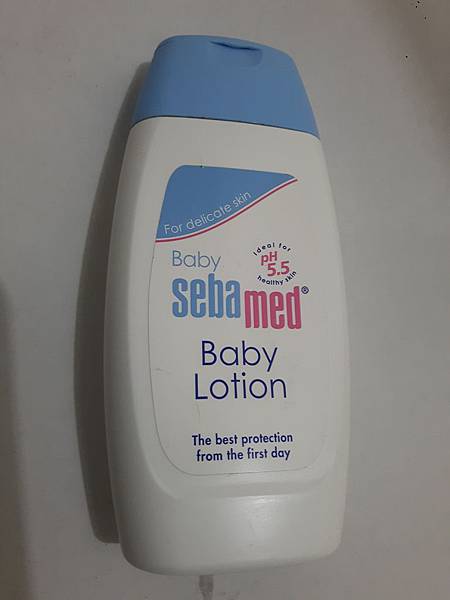 For delicate skin
Baby
ideal for
pH
5.5
healthy skin
sebamed®
Baby
Lotion
The best protection
from the first day